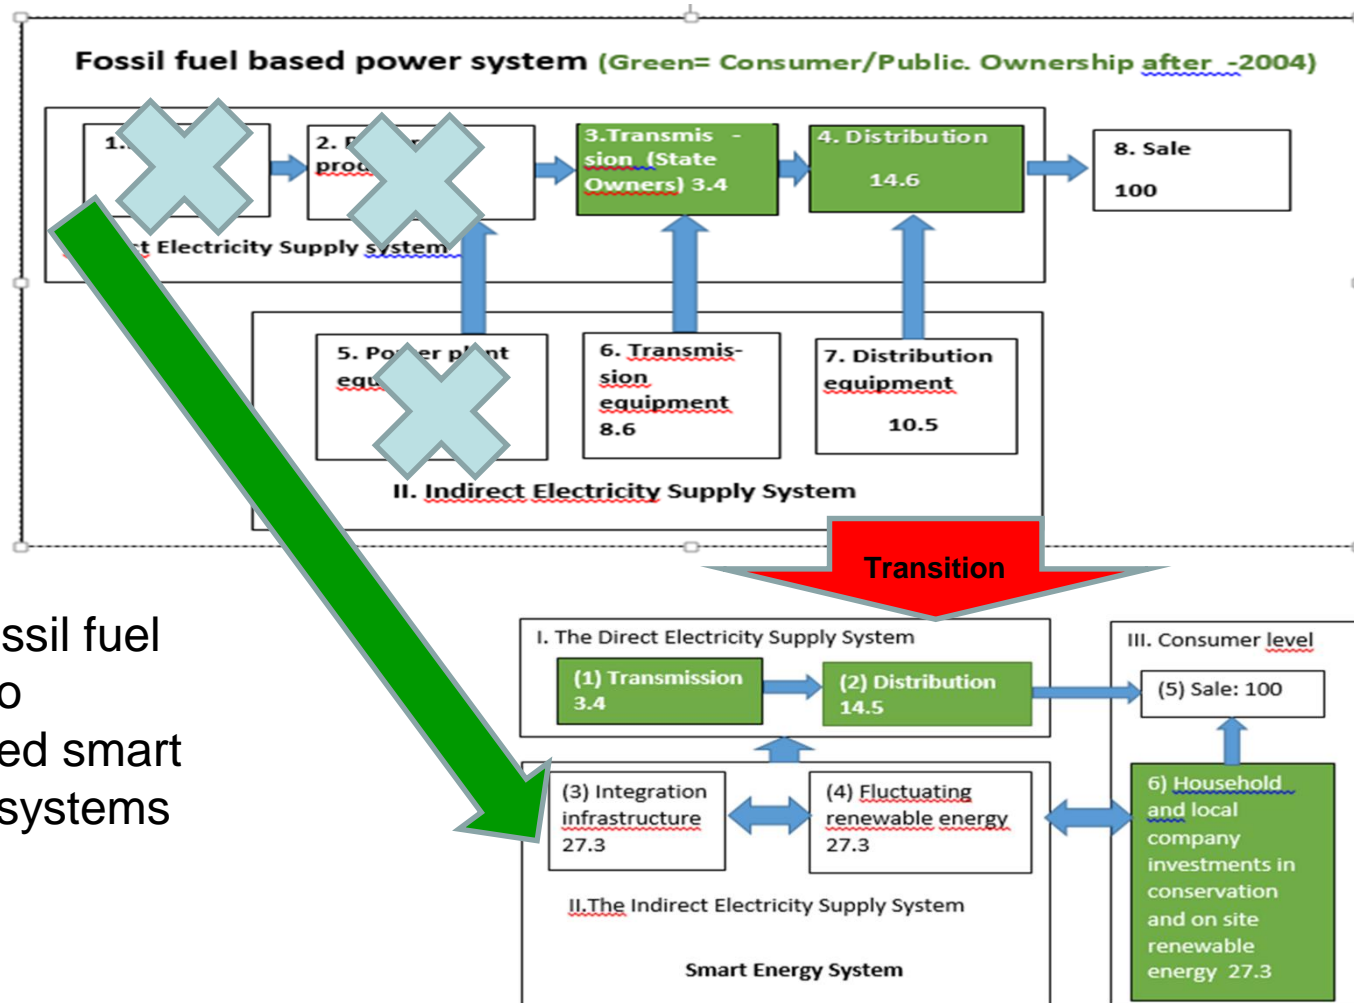 Fossil fuel based power system (Green= Consumer/Public. Ownership after -2004)
1.
2.
3.Transmis -
sion (State
Owners) 3.4
4. Distribution
14.6
8. Sale
100
Electricity Supply system
5. Power plant
6. Transmis-
sion
equipment
8.6
7. Distribution
equipment
10.5
II. Indirect Electricity Supply System
Transition
ssil fuel
o
ed smart
systems
I. The Direct Electricity Supply System
(1) Transmission
3.4
(2) Distribution
14.5
(3) Integration
infrastructure
27.3
(4) Fluctuating
renewable energy
27.3
II.The Indirect Electricity Supply System
Smart Energy System
III. Consumer level
(5) Sale: 100
6) Household
and local
company
investments in
conservation
and on site
renewable
energy 27.3